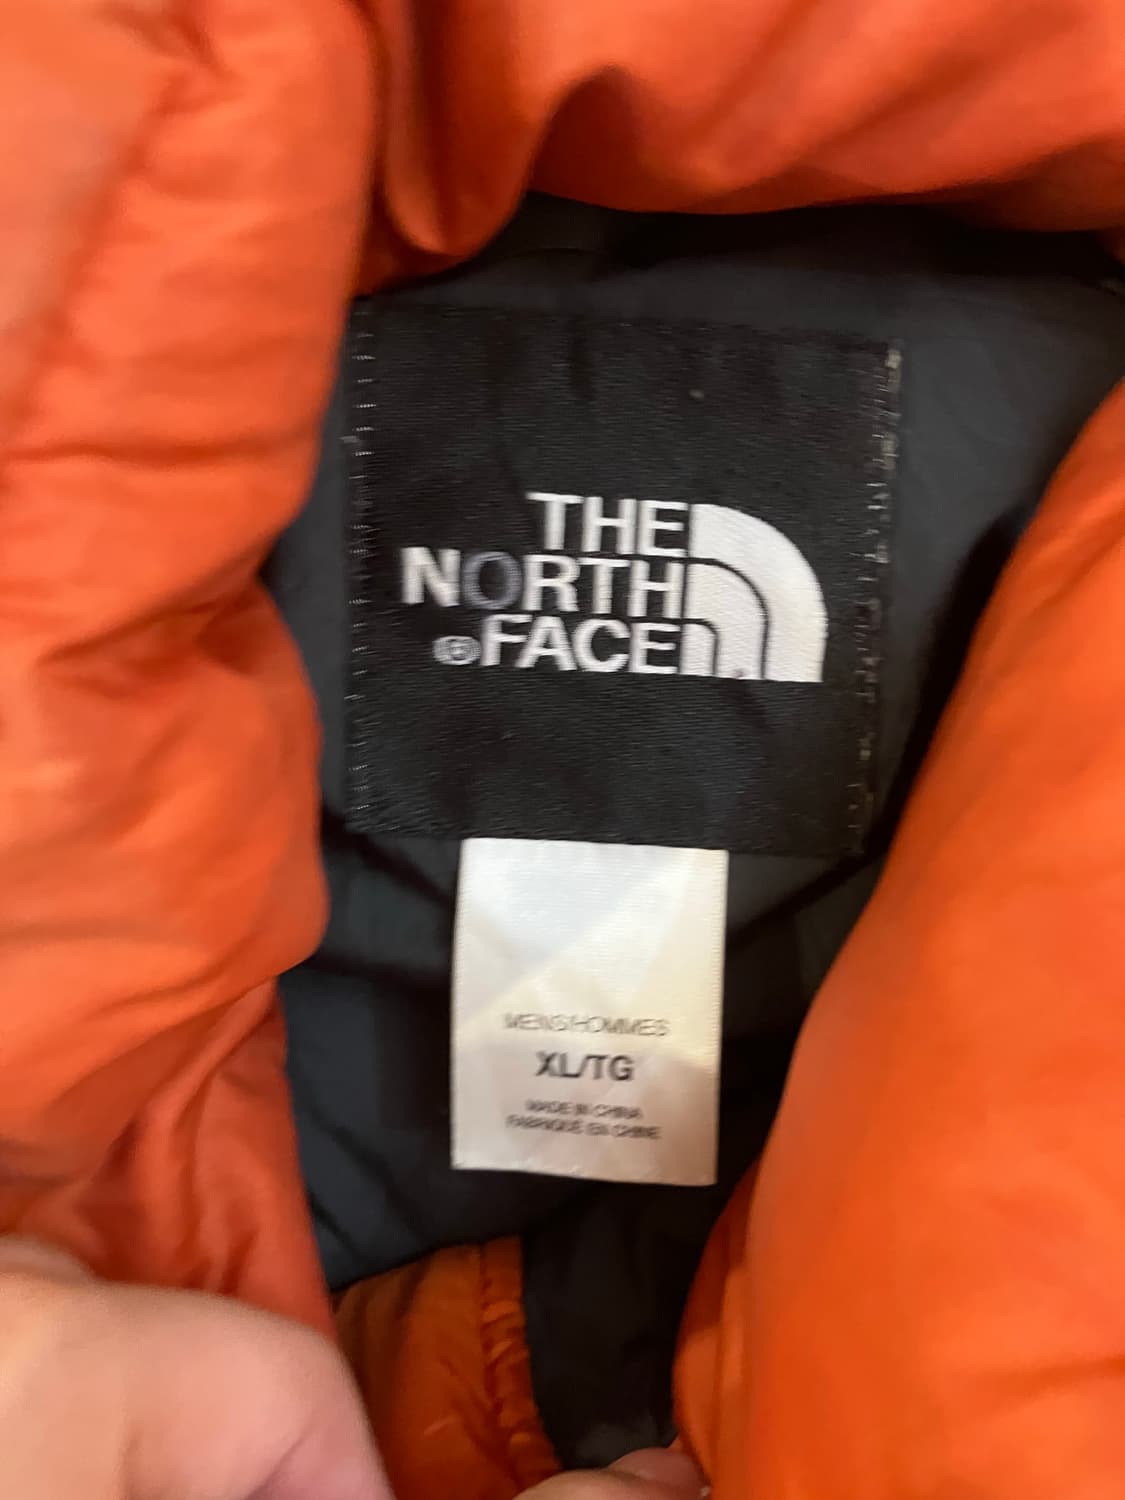 THE
NORTH
®FACE
MENS/HOMMES
XL/TG
MADE IN CHINA
FABRIQUÉ EN CHINE